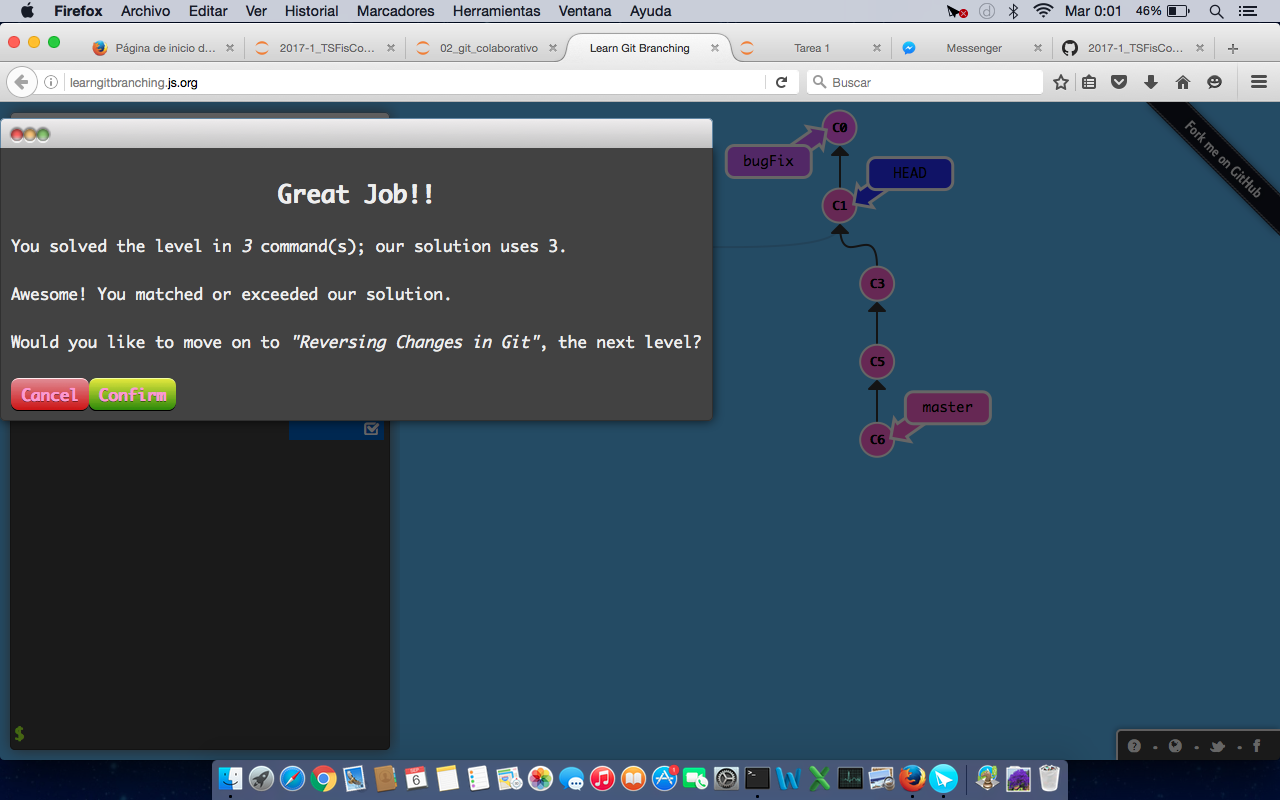 Firefox Archivo Editar Ver Historial Marcadores Herramientas Ventana Ayuda Mar 0:01 46%
Página de inicio d... 2017-1_TSFisCo... 02_git_colaborativo Learn Git Branching Tarea 1 Messenger 2017-1_TSFisCo...
learngitbranching.js.org Buscar
Fork me on GitHub
C0
bugFix
HEAD
C1
C3
C5
master
C6
Great Job!!
You solved the level in 3 command(s); our solution uses 3.
Awesome! You matched or exceeded our solution.
Would you like to move on to "Reversing Changes in Git", the next level?
Cancel Confirm
$
SEP
6
1